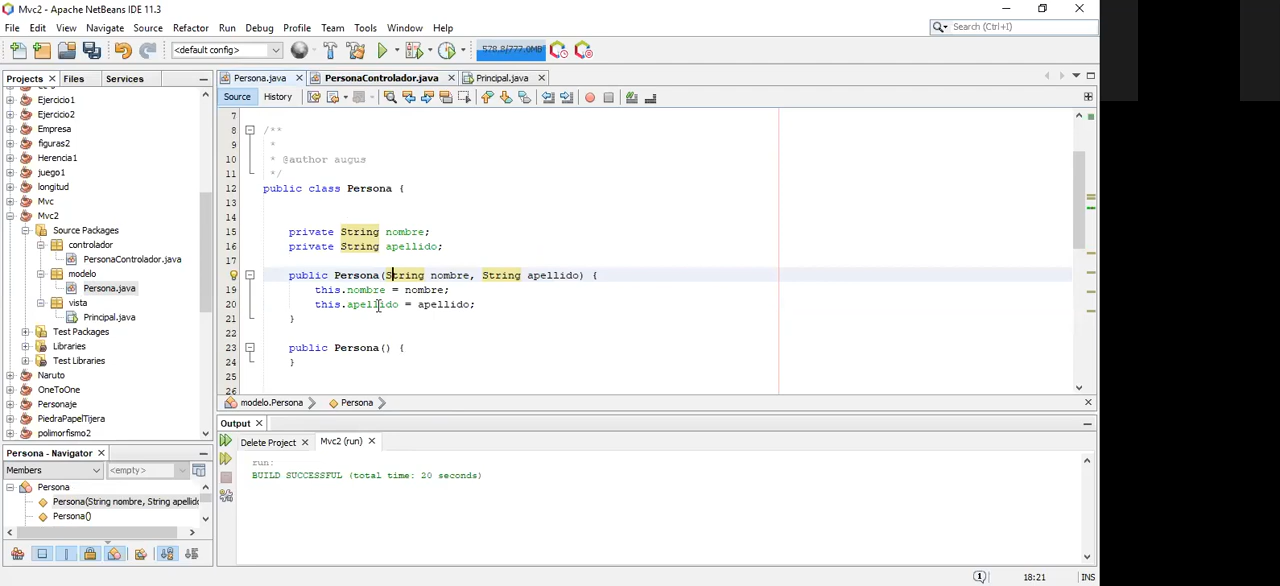 Mvc2 - Apache NetBeans IDE 11.3
File Edit View Navigate Source Refactor Run Debug Profile Team Tools Window Help
Search (Ctrl+I)
<default config>
578,8/777,0MB
Projects Files Services
Persona.java PersonaControlador.java Principal.java
Source History
Ejercicio1
Ejercicio2
Empresa
figuras2
Herencia1
juego1
longitud
Mvc
Mvc2
Source Packages
controlador
PersonaControlador.java
modelo
Persona.java
vista
Principal.java
Test Packages
Libraries
Test Libraries
Naruto
OneToOne
Personaje
PiedraPapelTijera
polimorfismo2
7
8 /**
9 *
10 * @author augus
11 */
12 public class Persona {
13
14
15 private String nombre;
16 private String apellido;
17
public Persona(String nombre, String apellido) {
19 this.nombre = nombre;
20 this.apellido = apellido;
21 }
22
23 public Persona() {
24 }
25
26
modelo.Persona Persona
Output
Delete Project Mvc2 (run)
run:
BUILD SUCCESSFUL (total time: 20 seconds)
Persona - Navigator
Members <empty>
Persona
Persona(String nombre, String apellido
Persona()
1 18:21 INS